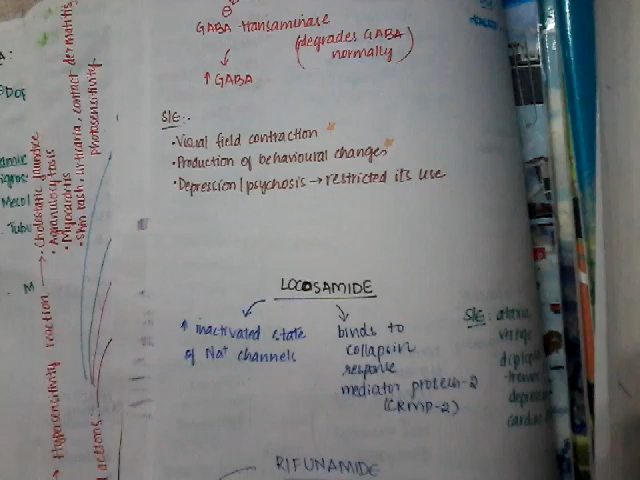 GABA transaminase
(degrades GABA
normally)
↑ GABA
S/E:-
• Visual field contraction *
• Production of behavioural changes *
• Depression/psychosis → restricted its use
LOCOSAMIDE
↑ inactivated state
of Na+ channels
binds to
collapsin
response
mediator protein-2
(CRMP-2)
S/E:
RIFUNAMIDE
→ Hypersensitivity reaction → • Cholestatic jaundice
• Agranulocytosis
• Myocarditis
• Skin rash, urticaria, contact dermatitis,
photosensitivity